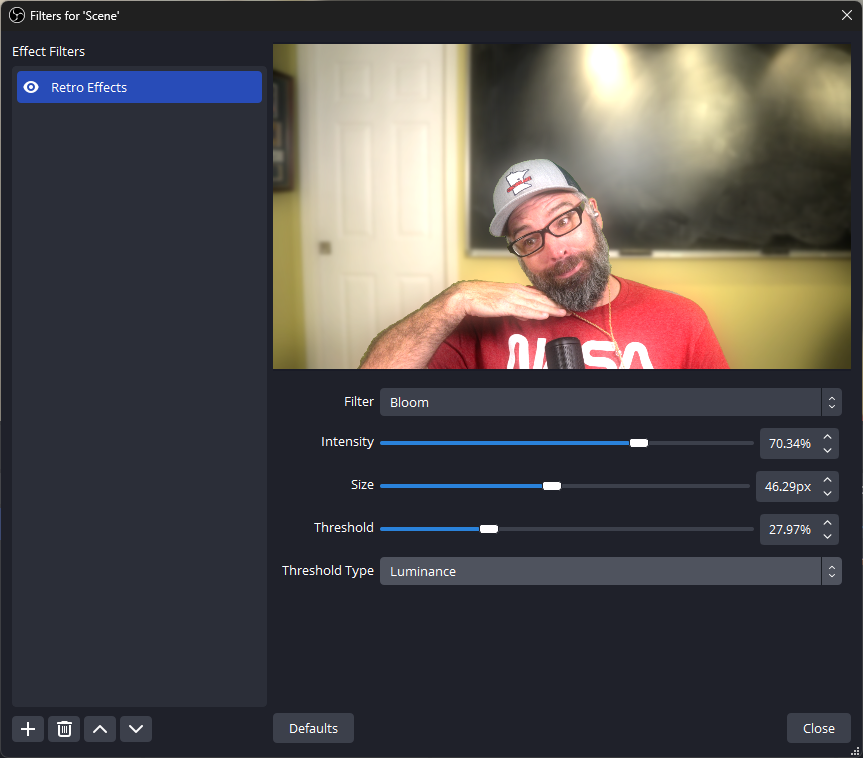 Filters for 'Scene'
Effect Filters
Retro Effects
NASA
Filter Bloom
Intensity 70.34%
Size 46.29px
Threshold 27.97%
Threshold Type Luminance
Defaults Close